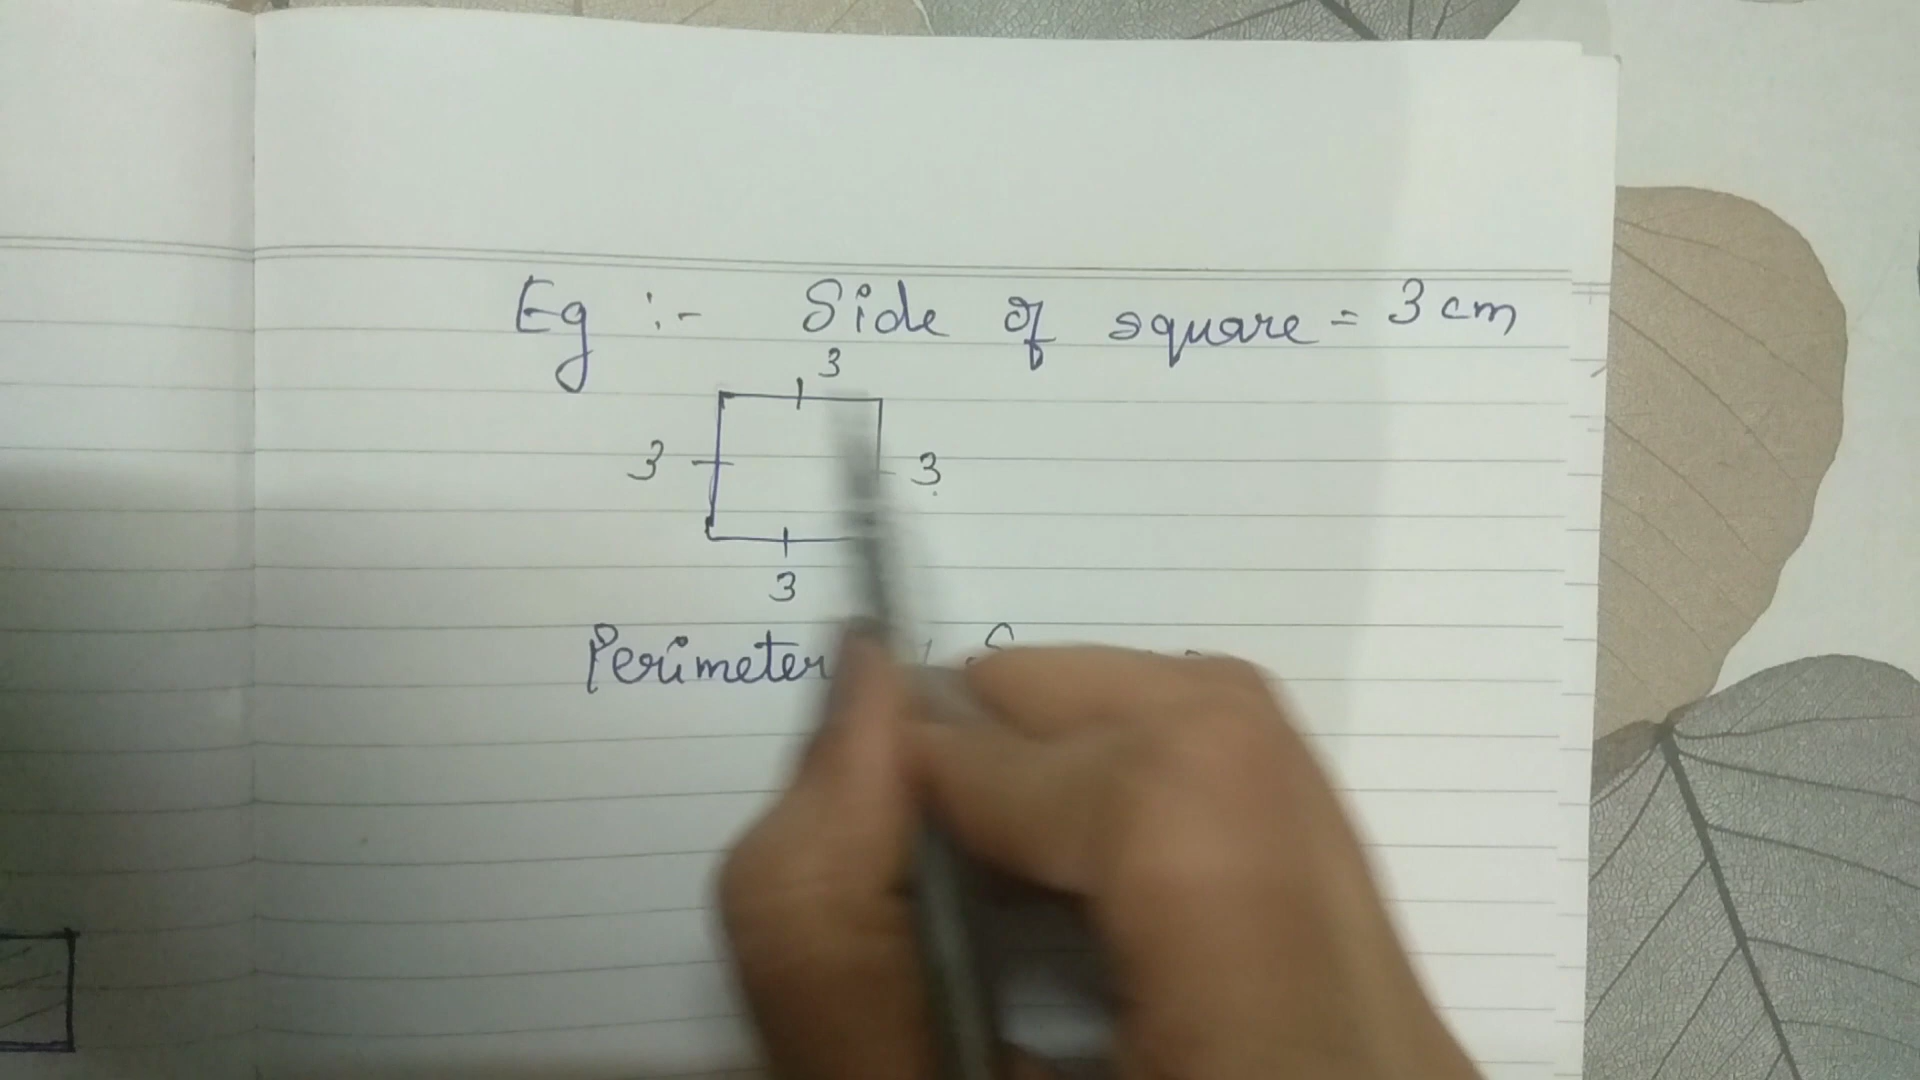 Eg :- Side of square = 3 cm
3
3 3
3
Perimeter